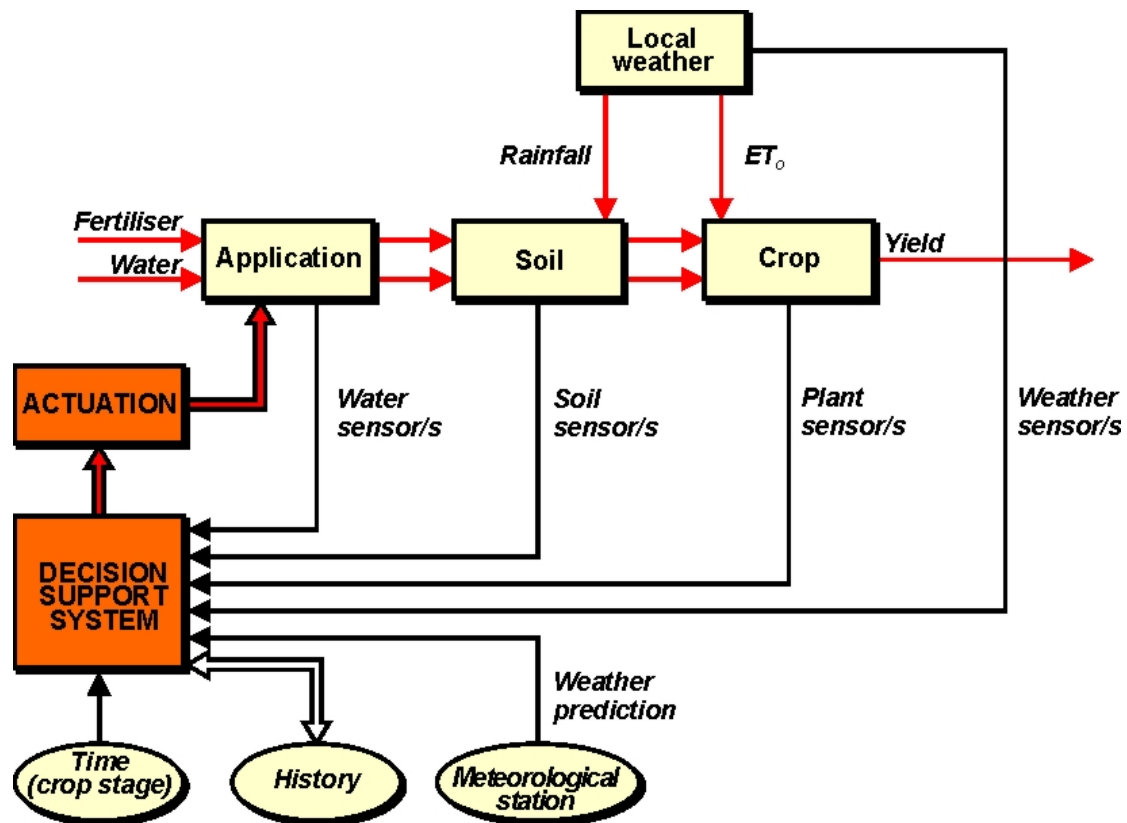 Local
weather
Rainfall
ETo
Fertiliser
Water
Application
Soil
Crop
Yield
ACTUATION
Water
sensor/s
Soil
sensor/s
Plant
sensor/s
Weather
sensor/s
DECISION
SUPPORT
SYSTEM
Weather
prediction
Time
(crop stage)
History
Meteorological
station